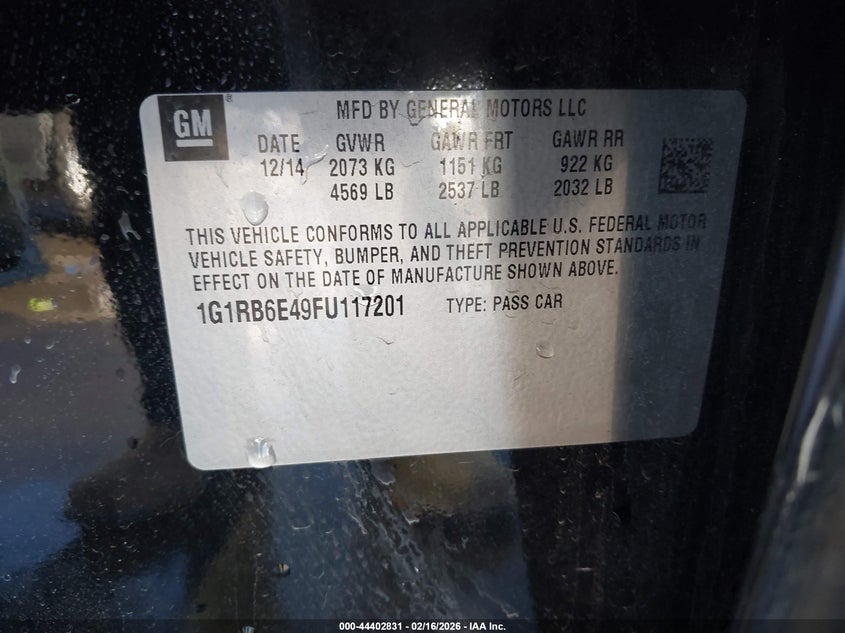 GM®
MFD BY GENERAL MOTORS LLC
DATE GVWR GAWR FRT GAWR RR
12/14 2073 KG 1151 KG 922 KG
4569 LB 2537 LB 2032 LB
THIS VEHICLE CONFORMS TO ALL APPLICABLE U.S. FEDERAL MOTOR
VEHICLE SAFETY, BUMPER, AND THEFT PREVENTION STANDARDS IN
EFFECT ON THE DATE OF MANUFACTURE SHOWN ABOVE.
1G1RB6E49FU117201 TYPE: PASS CAR
000-44402831 - 02/16/2026 - IAA Inc.